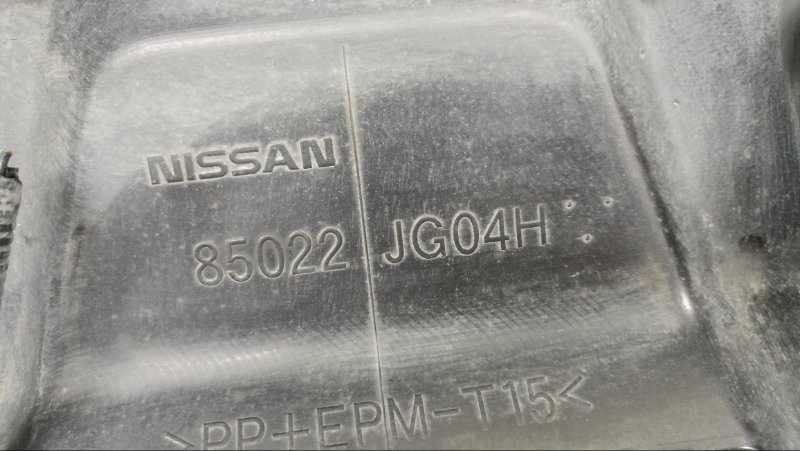 NISSAN
85022 JG04H
>PP+EPM-T15<